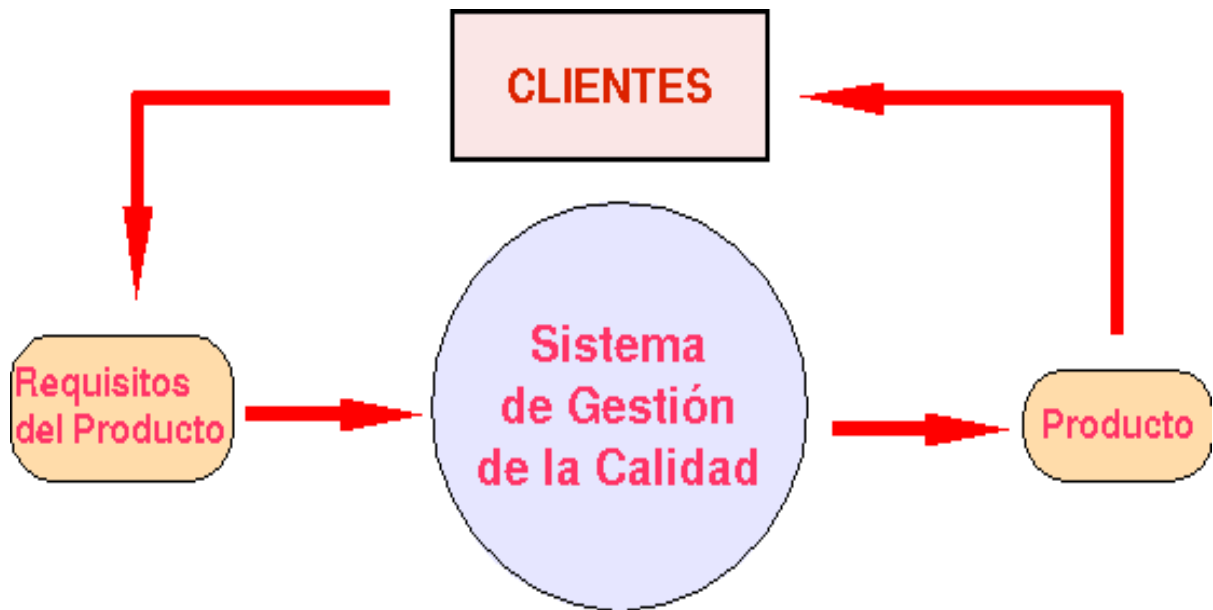 CLIENTES
Requisitos
del Producto
Sistema
de Gestión
de la Calidad
Producto